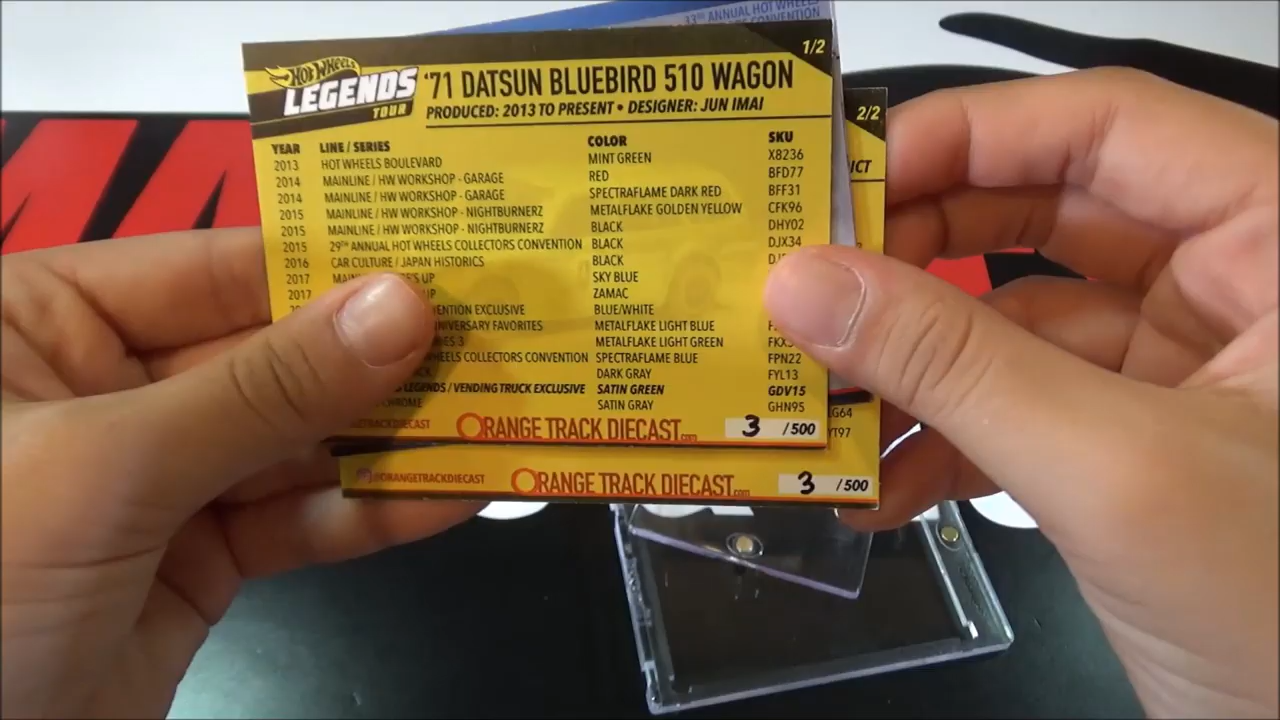 33RD ANNUAL HOT WHEELS
CONVENTION
HOT WHEELS
LEGENDS
TOUR
'71 DATSUN BLUEBIRD 510 WAGON
1/2
PRODUCED: 2013 TO PRESENT • DESIGNER: JUN IMAI
YEAR LINE / SERIES COLOR SKU
2013 HOT WHEELS BOULEVARD MINT GREEN X8236
2014 MAINLINE / HW WORKSHOP - GARAGE RED BFD77
2014 MAINLINE / HW WORKSHOP - GARAGE SPECTRAFLAME DARK RED BFF31
2015 MAINLINE / HW WORKSHOP - NIGHTBURNERZ METALFLAKE GOLDEN YELLOW CFK96
2015 MAINLINE / HW WORKSHOP - NIGHTBURNERZ BLACK DHY02
2015 29TH ANNUAL HOT WHEELS COLLECTORS CONVENTION BLACK DJX34
2016 CAR CULTURE / JAPAN HISTORICS BLACK
2017 SKY BLUE
2017 ZAMAC
EXCLUSIVE BLUE/WHITE
FAVORITES METALFLAKE LIGHT BLUE
3 METALFLAKE LIGHT GREEN
WHEELS COLLECTORS CONVENTION SPECTRAFLAME BLUE FPN22
DARK GRAY FYL13
LEGENDS / VENDING TRUCK EXCLUSIVE SATIN GREEN GDV15
CHROME SATIN GRAY GHN95
ORANGE TRACK DIECAST.com 3 /500
2/2
@ORANGETRACKDIECAST ORANGE TRACK DIECAST.com 3 /500